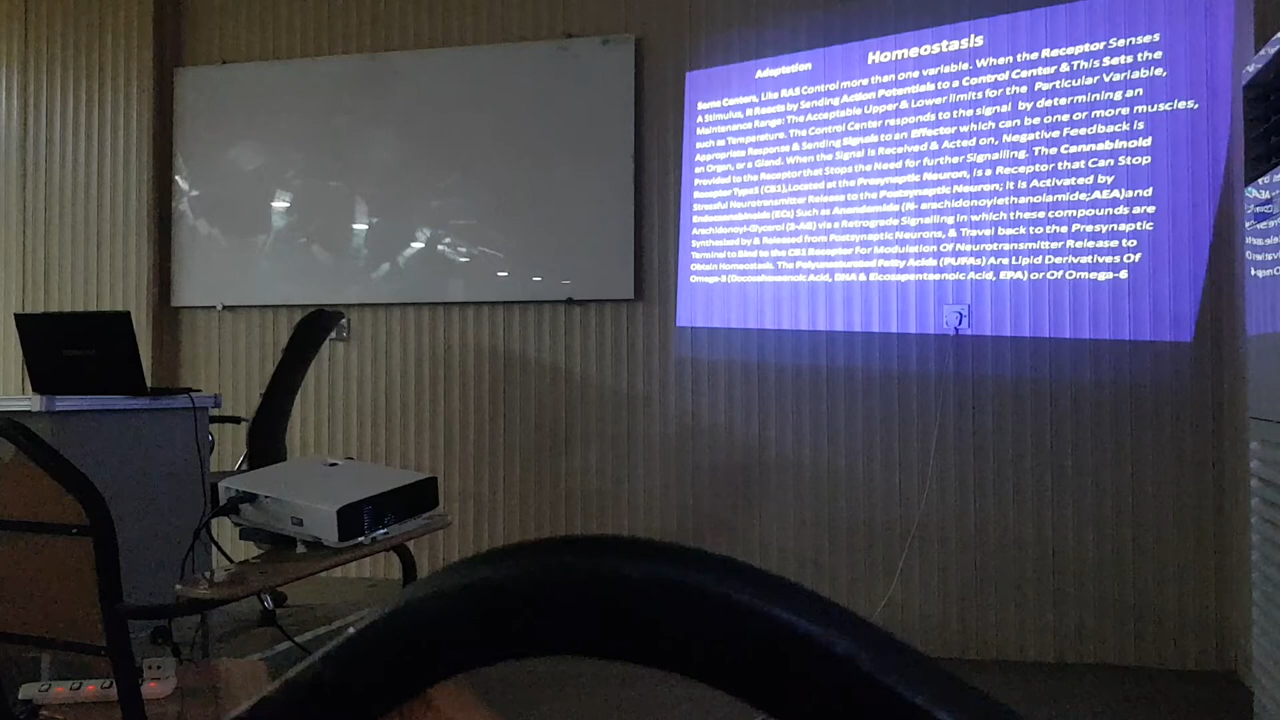 Homeostasis
Adaptation
Some Centers, Like RAS Control more than one variable. When the Receptor Senses
A Stimulus, It Reacts by Sending Action Potentials to a Control Center & This Sets the
Maintenance Range: The Acceptable Upper & Lower limits for the Particular Variable,
such as Temperature. The Control Center responds to the signal by determining an
Appropriate Response & Sending Signals to an Effector which can be one or more muscles,
an Organ, or a Gland. When the Signal is Received & Acted on, Negative Feedback is
Provided to the Receptor that Stops the Need for further Signalling. The Cannabinoid
Receptor Type1 (CB1),Located at the Presynaptic Neuron, is a Receptor that Can Stop
Stressful Neurotransmitter Release to the Postsynaptic Neuron; it is Activated by
Endocannabinoids (ECs) Such as Anandamide (N- arachidonoylethanolamide;AEA)and
Arachidonoyl-Glycerol (2-AG) via a Retrograde Signalling in which these compounds are
Synthesized by & Released from Postsynaptic Neurons, & Travel back to the Presynaptic
Terminal to Bind to the CB1 Receptor For Modulation Of Neurotransmitter Release to
Obtain Homeostasis. The Polyunsaturated Fatty Acids (PUFAs) Are Lipid Derivatives Of
Omega-3 (Docosahexaenoic Acid, DHA & Eicosapentaenoic Acid, EPA) or Of Omega-6